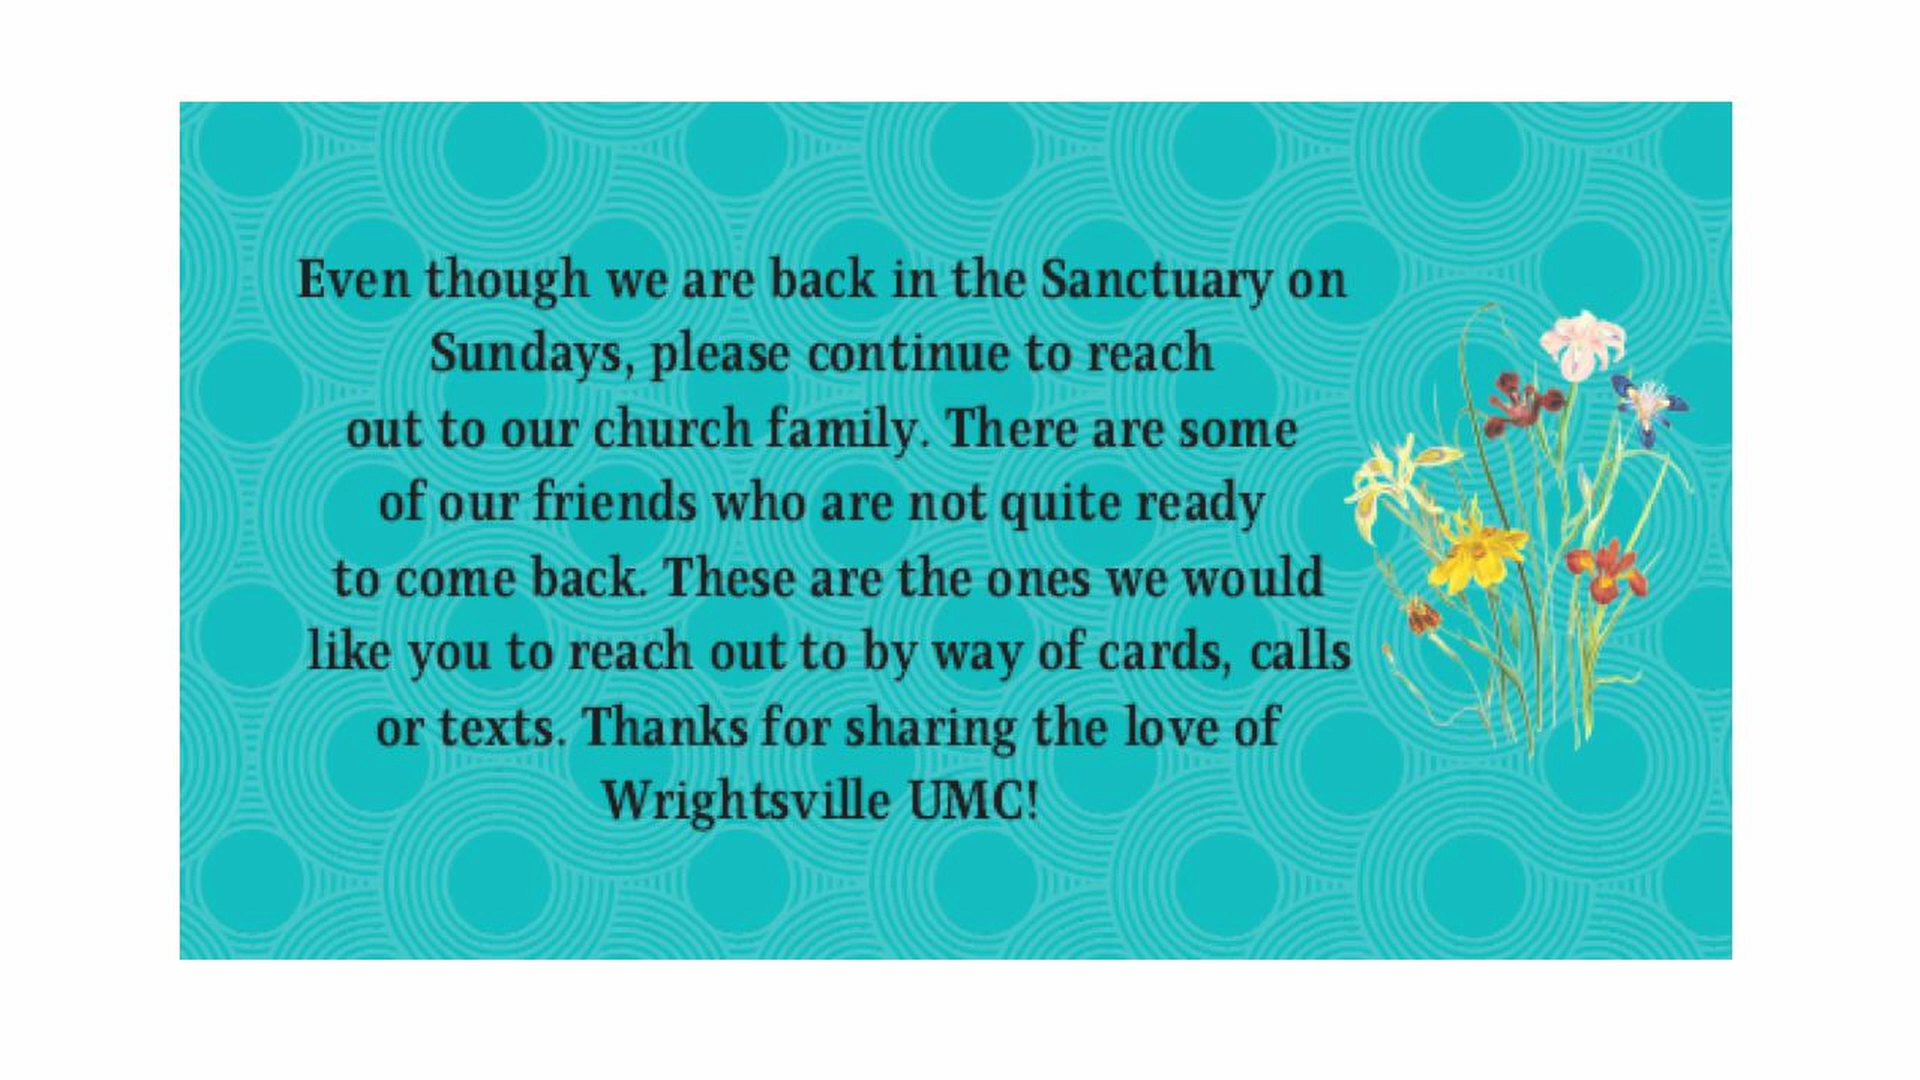 Even though we are back in the Sanctuary on
Sundays, please continue to reach
out to our church family. There are some
of our friends who are not quite ready
to come back. These are the ones we would
like you to reach out to by way of cards, calls
or texts. Thanks for sharing the love of
Wrightsville UMC!